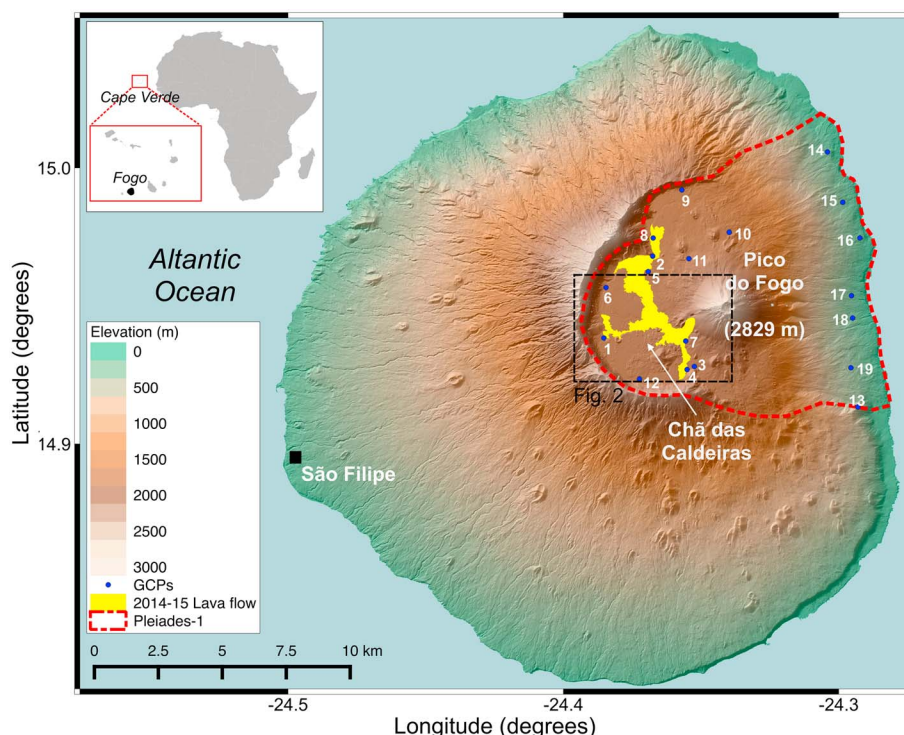 Cape Verde
Fogo
15.0
14.9
Latitude (degrees)
Altantic
Ocean
Elevation (m)
0
500
1000
1500
2000
2500
3000
GCPs
2014-15 Lava flow
Pleiades-1
0 2.5 5 7.5 10 km
São Filipe
14
15
9
16
8
10
2
11
5
Pico
do Fogo
6
17
(2829 m)
18
1
7
3
4
19
12
Fig. 2
13
Chã das
Caldeiras
-24.5 -24.4 -24.3
Longitude (degrees)